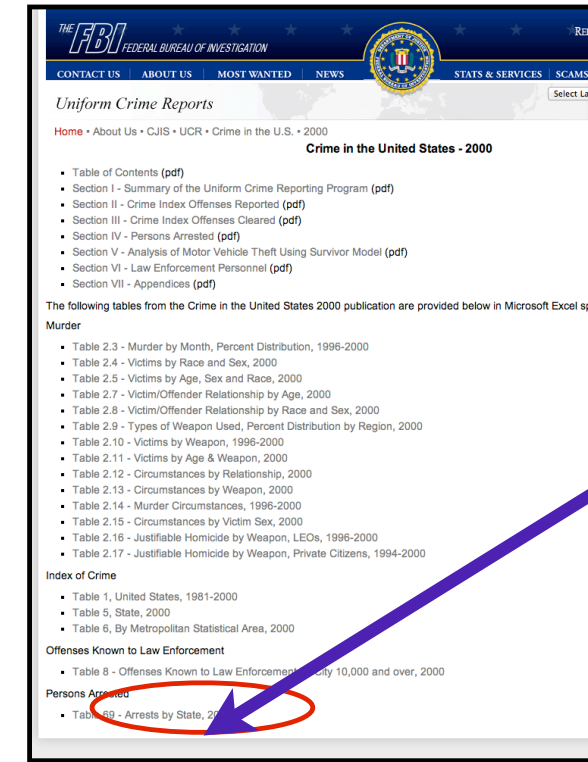 THE FBI FEDERAL BUREAU OF INVESTIGATION
CONTACT US ABOUT US MOST WANTED NEWS STATS & SERVICES SCAMS
Uniform Crime Reports
Home • About Us • CJIS • UCR • Crime in the U.S. • 2000
Crime in the United States - 2000
Table of Contents (pdf)
Section I - Summary of the Uniform Crime Reporting Program (pdf)
Section II - Crime Index Offenses Reported (pdf)
Section III - Crime Index Offenses Cleared (pdf)
Section IV - Persons Arrested (pdf)
Section V - Analysis of Motor Vehicle Theft Using Survivor Model (pdf)
Section VI - Law Enforcement Personnel (pdf)
Section VII - Appendices (pdf)
The following tables from the Crime in the United States 2000 publication are provided below in Microsoft Excel
Murder
Table 2.3 - Murder by Month, Percent Distribution, 1996-2000
Table 2.4 - Victims by Race and Sex, 2000
Table 2.5 - Victims by Age, Sex and Race, 2000
Table 2.7 - Victim/Offender Relationship by Age, 2000
Table 2.8 - Victim/Offender Relationship by Race and Sex, 2000
Table 2.9 - Types of Weapon Used, Percent Distribution by Region, 2000
Table 2.10 - Victims by Weapon, 1996-2000
Table 2.11 - Victims by Age & Weapon, 2000
Table 2.12 - Circumstances by Relationship, 2000
Table 2.13 - Circumstances by Weapon, 2000
Table 2.14 - Murder Circumstances, 1996-2000
Table 2.15 - Circumstances by Victim Sex, 2000
Table 2.16 - Justifiable Homicide by Weapon, LEOs, 1996-2000
Table 2.17 - Justifiable Homicide by Weapon, Private Citizens, 1994-2000
Index of Crime
Table 1, United States, 1981-2000
Table 5, State, 2000
Table 6, By Metropolitan Statistical Area, 2000
Offenses Known to Law Enforcement
Table 8 - Offenses Known to Law Enforcement City 10,000 and over, 2000
Persons Arrested
Table 69 - Arrests by State,